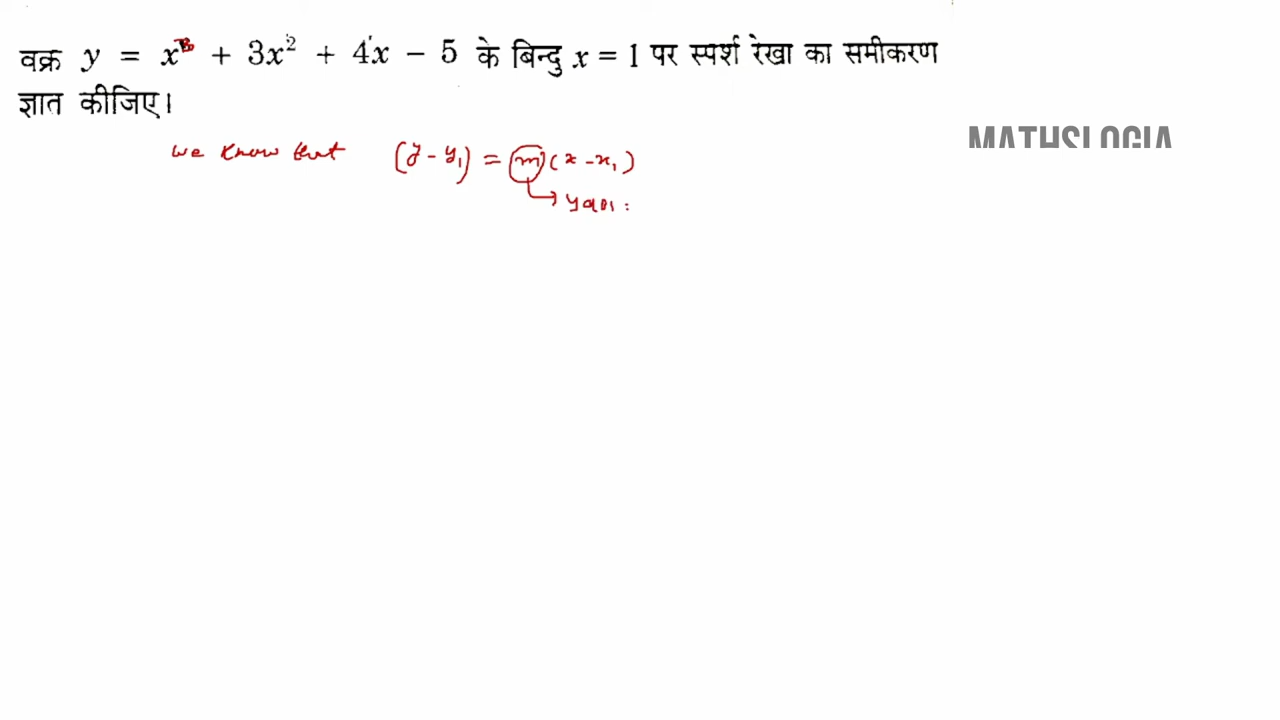 वक्र y = x³ + 3x² + 4x − 5 के बिन्दु x = 1 पर स्पर्श रेखा का समीकरण
ज्ञात कीजिए।
MATHSLOGIA
we know that (y - y₁) = m (x - x₁)